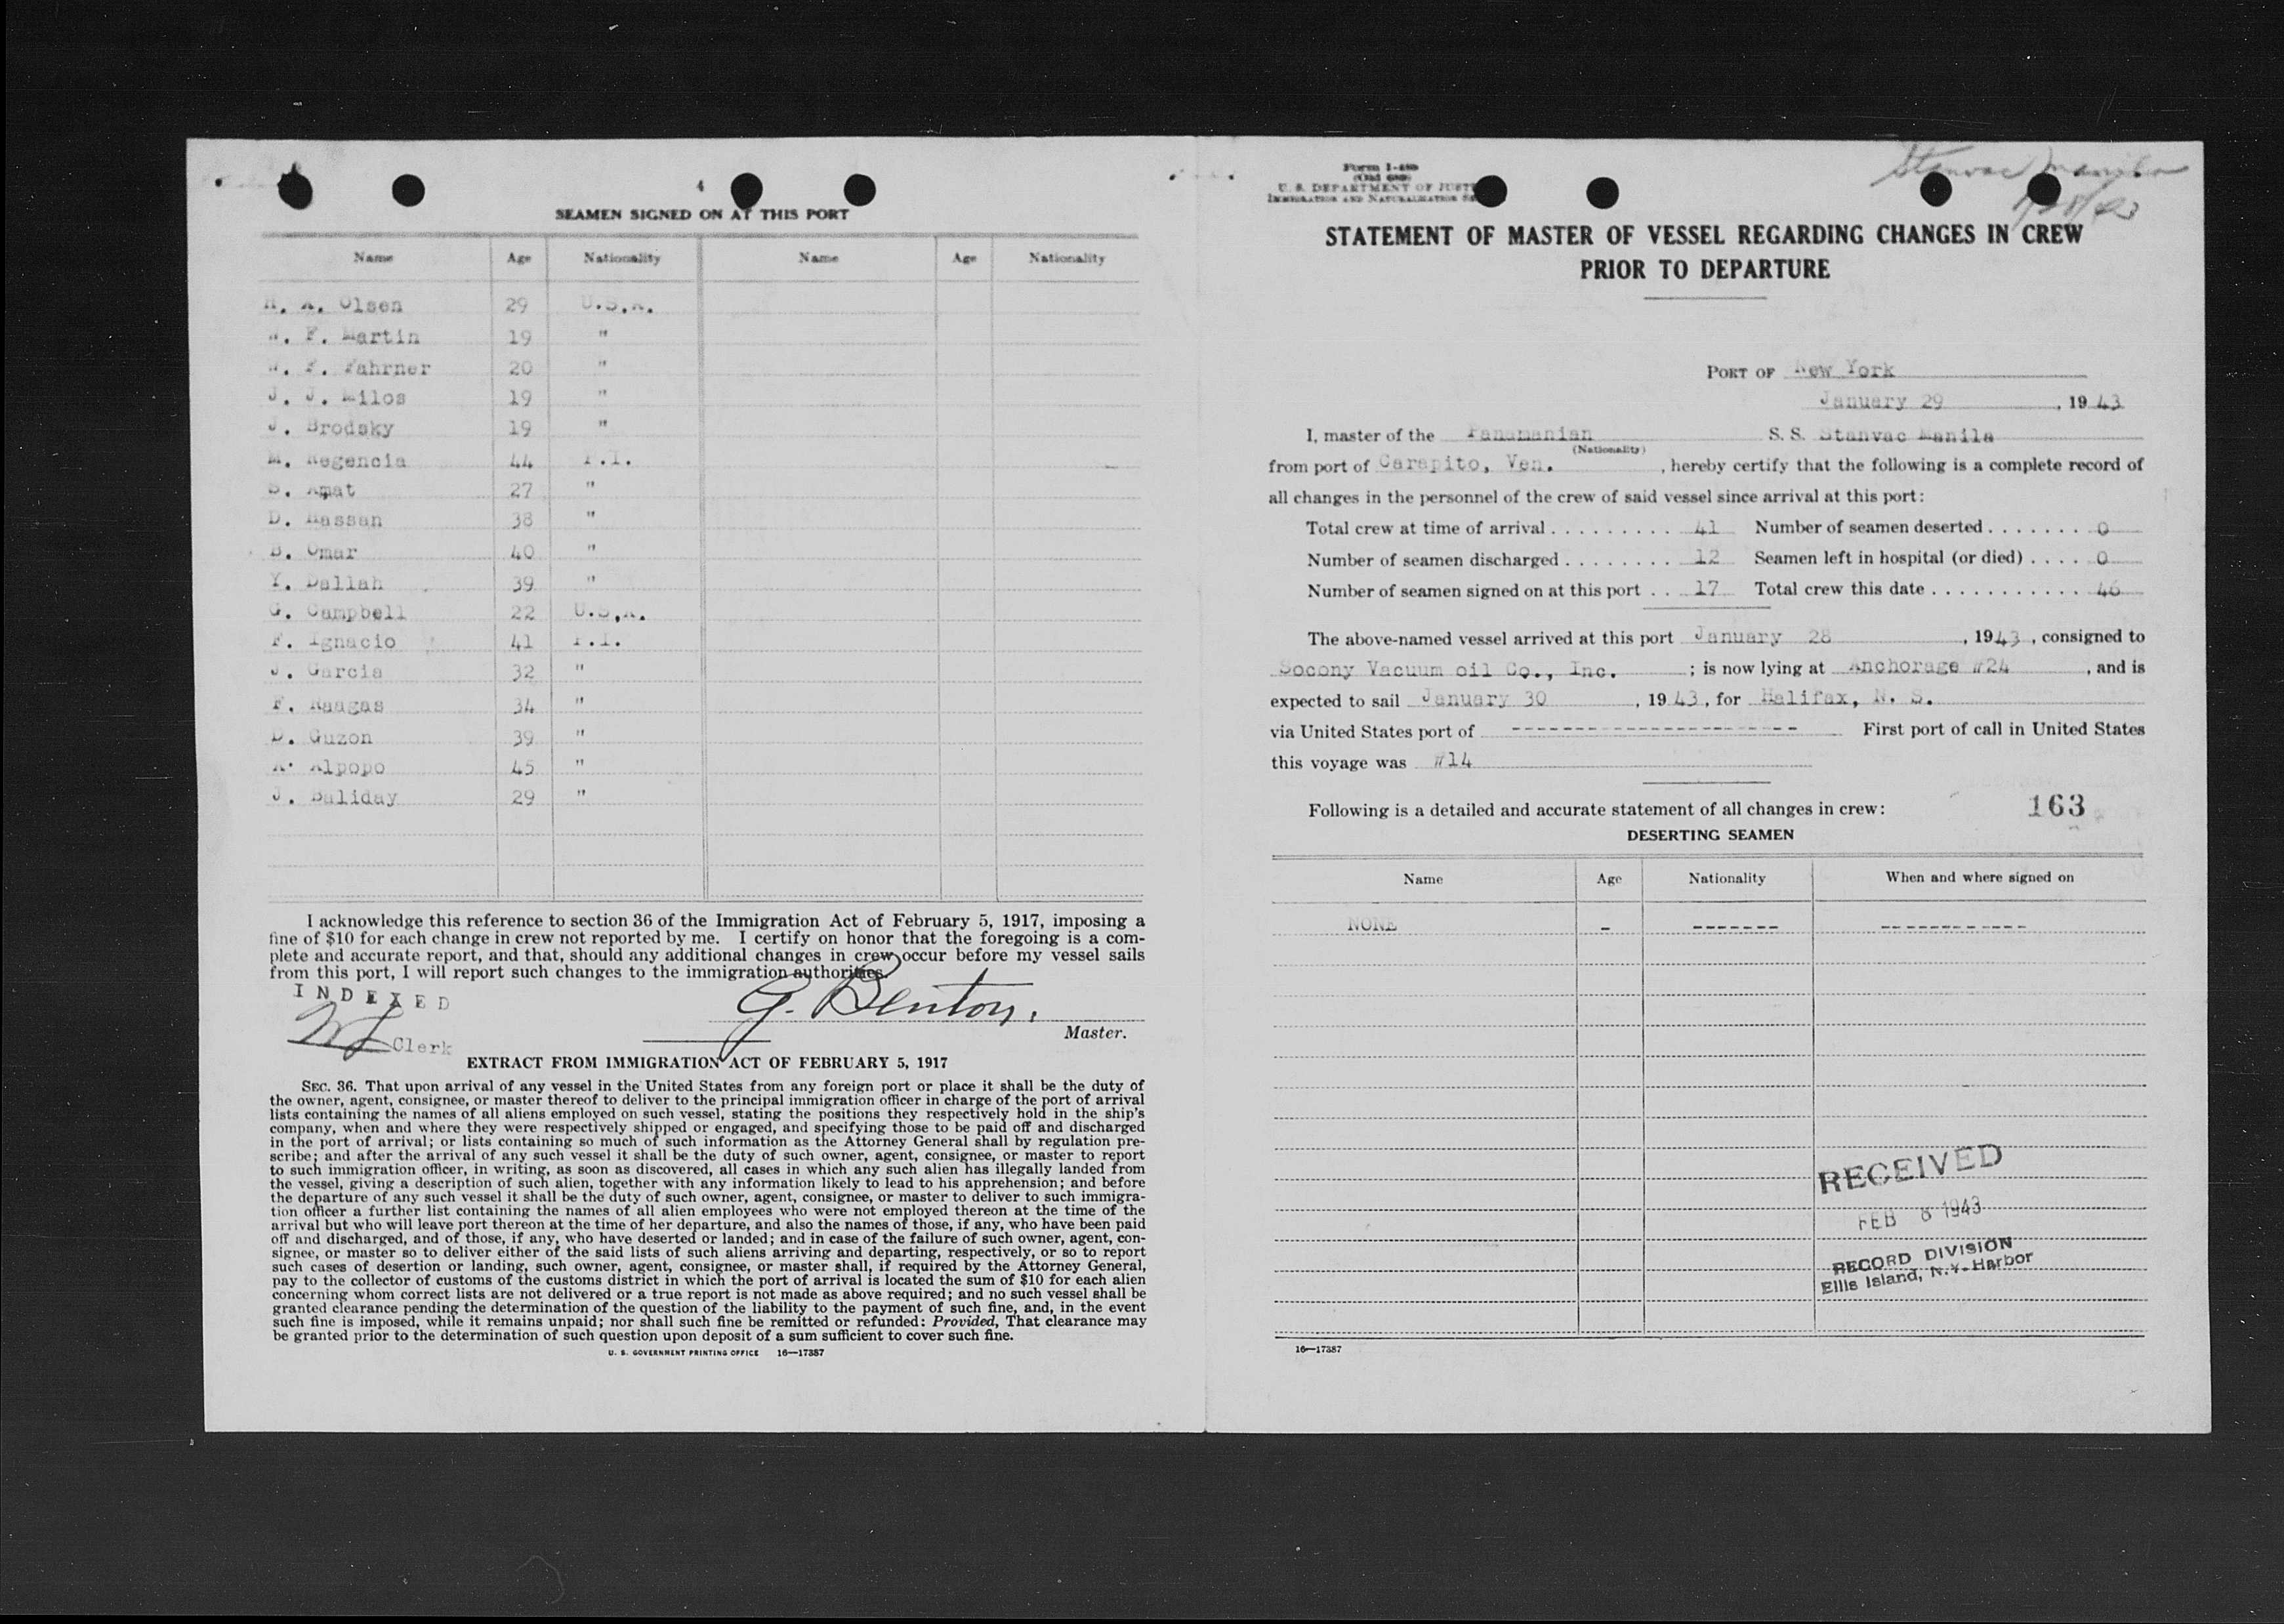 4
SEAMEN SIGNED ON AT THIS PORT
Name Age Nationality Name Age Nationality
H. A. Olsen 29 U.S.A.
W. F. Martin 19 "
W. F. Fahrner 20 "
J. J. Milos 19 "
J. Brodsky 19 "
M. Regencia 44 P.I.
S. Amat 27 "
D. Hassan 38 "
B. Omar 40 "
Y. Dallah 39 "
G. Campbell 22 U.S.A.
F. Ignacio 41 P.I.
J. Garcia 32 "
F. Raagas 34 "
D. Guzon 39 "
A. Alpopo 45 "
J. Baliday 29 "
I acknowledge this reference to section 36 of the Immigration Act of February 5, 1917, imposing a
fine of $10 for each change in crew not reported by me. I certify on honor that the foregoing is a com-
plete and accurate report, and that, should any additional changes in crew occur before my vessel sails
from this port, I will report such changes to the immigration authorities.
INDEXED
G. Benton,
Clerk
Master.
EXTRACT FROM IMMIGRATION ACT OF FEBRUARY 5, 1917
SEC. 36. That upon arrival of any vessel in the United States from any foreign port or place it shall be the duty of
the owner, agent, consignee, or master thereof to deliver to the principal immigration officer in charge of the port of arrival
lists containing the names of all aliens employed on such vessel, stating the positions they respectively hold in the ship's
company, when and where they were respectively shipped or engaged, and specifying those to be paid off and discharged
in the port of arrival; or lists containing so much of such information as the Attorney General shall by regulation pre-
scribe; and after the arrival of any such vessel it shall be the duty of such owner, agent, consignee, or master to report
to such immigration officer, in writing, as soon as discovered, all cases in which any such alien has illegally landed from
the vessel, giving a description of such alien, together with any information likely to lead to his apprehension; and before
the departure of any such vessel it shall be the duty of such owner, agent, consignee, or master to deliver to such immigra-
tion officer a further list containing the names of all alien employees who were not employed thereon at the time of the
arrival but who will leave port thereon at the time of her departure, and also the names of those, if any, who have been paid
off and discharged, and of those, if any, who have deserted or landed; and in case of the failure of such owner, agent, con-
signee, or master so to deliver either of the said lists of such aliens arriving and departing, respectively, or so to report
such cases of desertion or landing, such owner, agent, consignee, or master shall, if required by the Attorney General,
pay to the collector of customs of the customs district in which the port of arrival is located the sum of $10 for each alien
concerning whom correct lists are not delivered or a true report is not made as above required; and no such vessel shall be
granted clearance pending the determination of the question of the liability to the payment of such fine, and, in the event
such fine is imposed, while it remains unpaid; nor shall such fine be remitted or refunded: Provided, That clearance may
be granted prior to the determination of such question upon deposit of a sum sufficient to cover such fine.
U. S. GOVERNMENT PRINTING OFFICE 16—17387
Form I-489
(Old 689)
U. S. DEPARTMENT OF JUSTI
IMMIGRATION AND NATURALIZATION SE
Stanvac Manila
1/28/43
STATEMENT OF MASTER OF VESSEL REGARDING CHANGES IN CREW
PRIOR TO DEPARTURE
PORT OF New York
January 29, 1943
I, master of the Panamanian S. S. Stanvac Manila
(Nationality)
from port of Carapito, Ven., hereby certify that the following is a complete record of
all changes in the personnel of the crew of said vessel since arrival at this port:
Total crew at time of arrival . . . . . . . . . . 41 Number of seamen deserted . . . . . . . 0
Number of seamen discharged . . . . . . . . 12 Seamen left in hospital (or died) . . . . 0
Number of seamen signed on at this port . . 17 Total crew this date . . . . . . . . . . . 46
The above-named vessel arrived at this port January 28, 1943, consigned to
Socony Vacuum oil Co., Inc. ; is now lying at Anchorage #24, and is
expected to sail January 30, 1943, for Halifax, N. S.
via United States port of -------------------- First port of call in United States
this voyage was #14
Following is a detailed and accurate statement of all changes in crew: 163
DESERTING SEAMEN
Name Age Nationality When and where signed on
NONE - ------- ------------
RECEIVED
FEB 8 1943
RECORD DIVISION
Ellis Island, N.Y. Harbor
16—17387